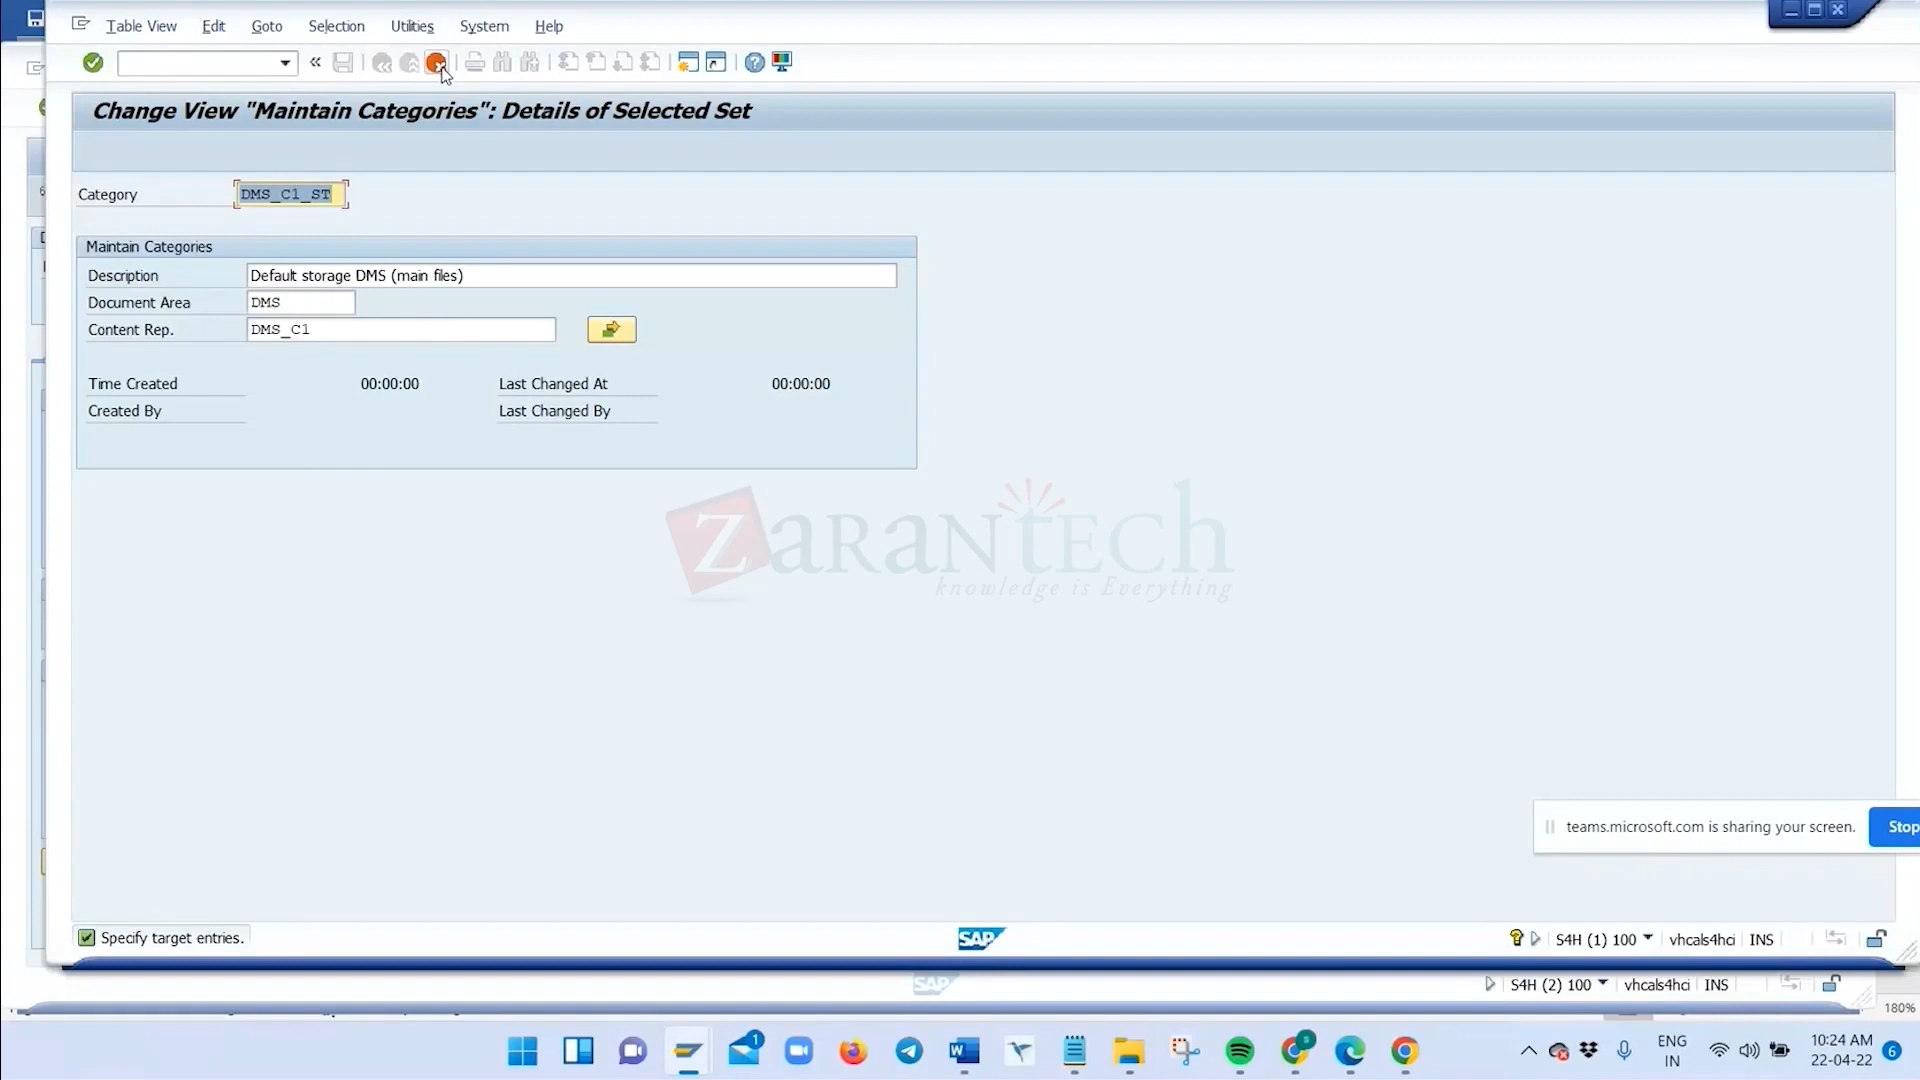 Table View Edit Goto Selection Utilities System Help
Change View "Maintain Categories": Details of Selected Set
Category DMS_C1_ST
Maintain Categories
Description Default storage DMS (main files)
Document Area DMS
Content Rep. DMS_C1
Time Created 00:00:00 Last Changed At 00:00:00
Created By Last Changed By
ZaranTech
knowledge is Everything
teams.microsoft.com is sharing your screen. Stop
Specify target entries. SAP S4H (1) 100 vhcals4hci INS
SAP S4H (2) 100 vhcals4hci INS
180%
1
ENG 10:24 AM
IN 22-04-22 6